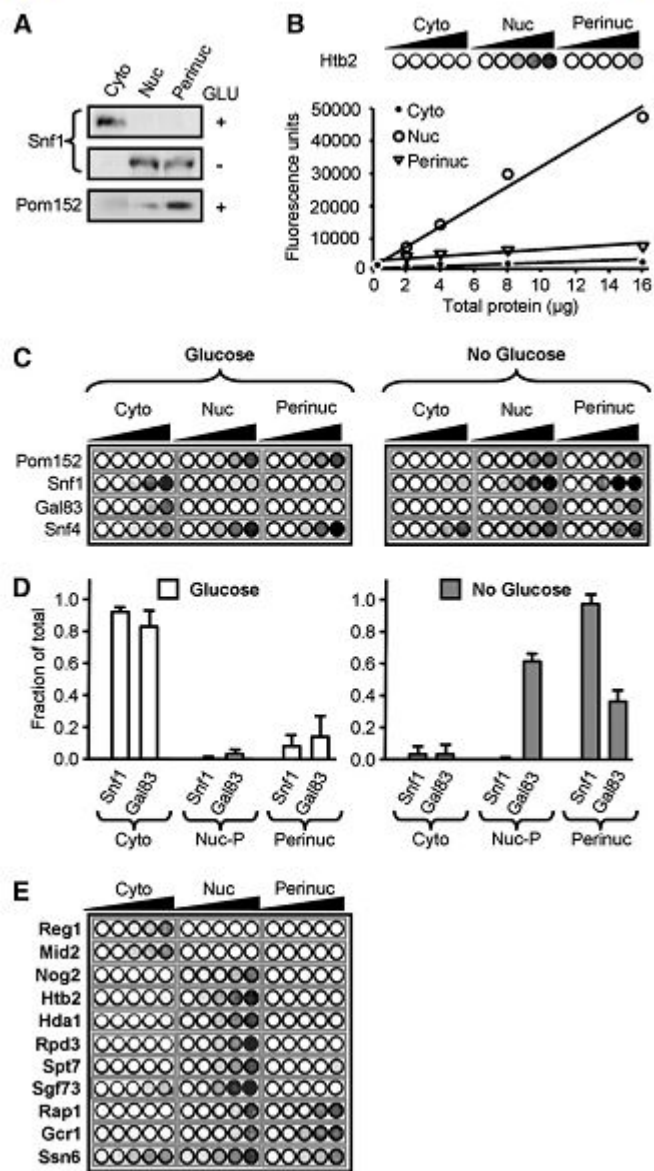 A
Cyto Nuc Perinuc GLU
Snf1
+
-
Pom152 +
B
Cyto Nuc Perinuc
Htb2
Fluorescence units
50000
40000
30000
20000
10000
0
Cyto
Nuc
Perinuc
0 2 4 6 8 10 12 14 16
Total protein (µg)
C
Glucose No Glucose
Cyto Nuc Perinuc Cyto Nuc Perinuc
Pom152
Snf1
Gal83
Snf4
D
Glucose No Glucose
Fraction of total
1.0 1.0
0.8 0.8
0.6 0.6
0.4 0.4
0.2 0.2
0.0 0.0
Snf1 Gal83 Snf1 Gal83 Snf1 Gal83 Snf1 Gal83 Snf1 Gal83 Snf1 Gal83
Cyto Nuc-P Perinuc Cyto Nuc-P Perinuc
E
Cyto Nuc Perinuc
Reg1
Mid2
Nog2
Htb2
Hda1
Rpd3
Spt7
Sgf73
Rap1
Gcr1
Ssn6